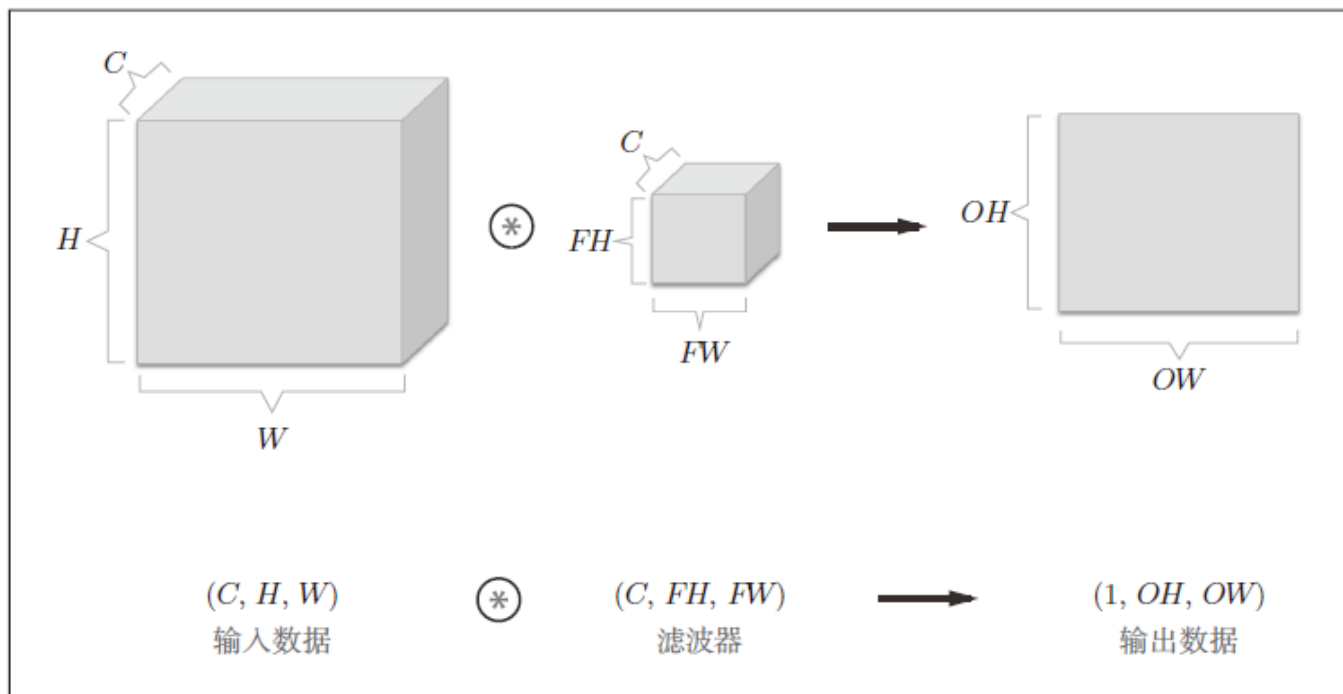 C
H
W
⊛
C
FH
FW
OH
OW
(C, H, W) ⊛ (C, FH, FW) (1, OH, OW)
输入数据 滤波器 输出数据